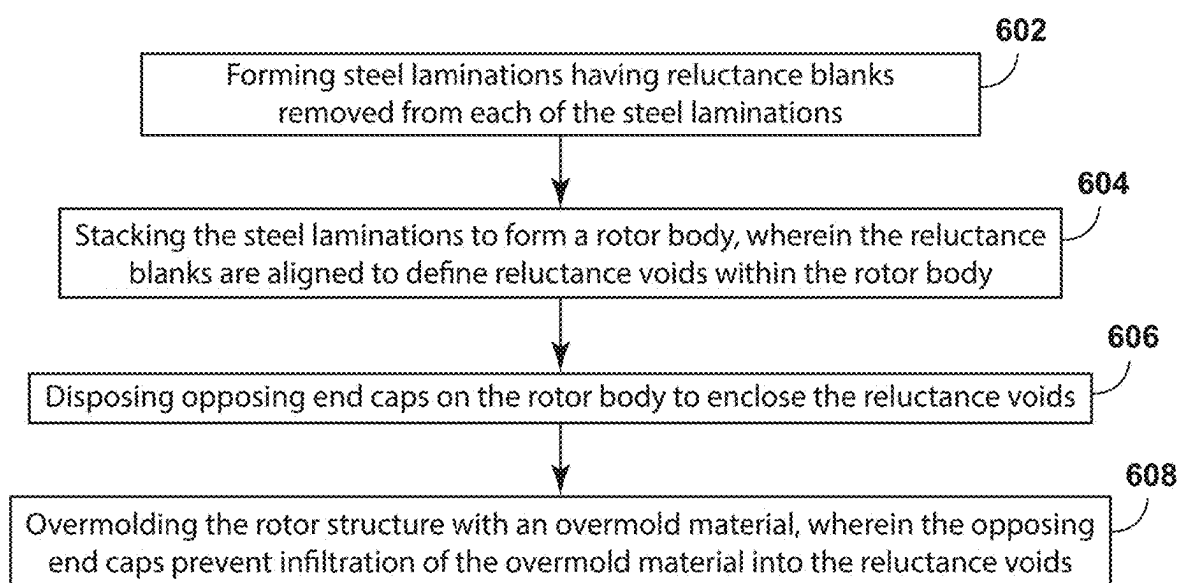 602
Forming steel laminations having reluctance blanks
removed from each of the steel laminations
604
Stacking the steel laminations to form a rotor body, wherein the reluctance
blanks are aligned to define reluctance voids within the rotor body
606
Disposing opposing end caps on the rotor body to enclose the reluctance voids
608
Overmolding the rotor structure with an overmold material, wherein the opposing
end caps prevent infiltration of the overmold material into the reluctance voids